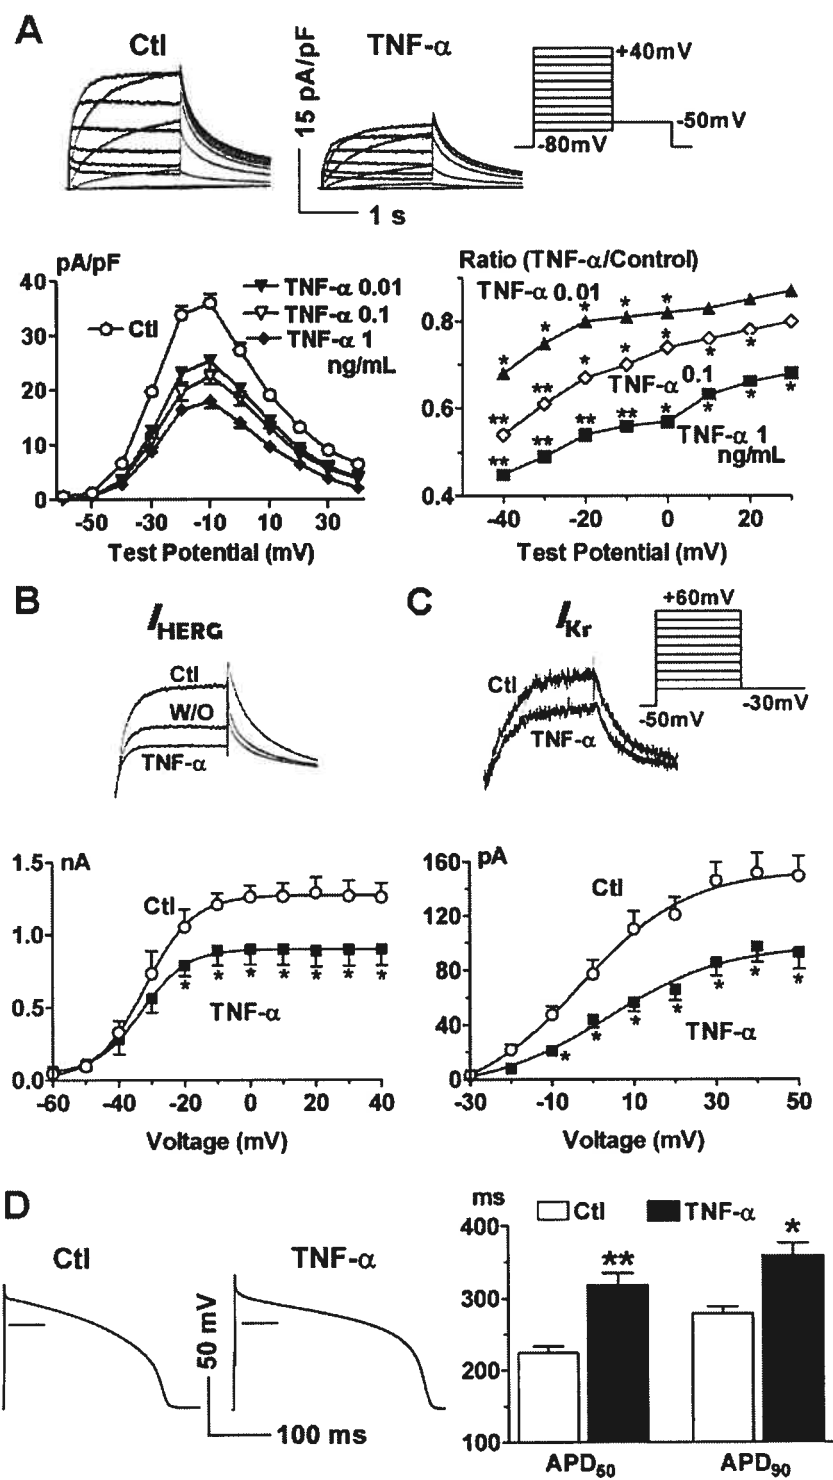 A
Ctl
TNF-α
15 pA/pF
1 s
+40mV
-50mV
-80mV
pA/pF
40
30
20
10
0
Ctl
TNF-α 0.01
TNF-α 0.1
TNF-α 1
ng/mL
-50 -30 -10 10 30
Test Potential (mV)
Ratio (TNF-α/Control)
TNF-α 0.01
TNF-α 0.1
TNF-α 1
ng/mL
0.8
0.6
0.4
* * * * *
** ** * * * * *
** ** ** ** * * * *
-40 -20 0 20
Test Potential (mV)
B
IHERG
Ctl
W/O
TNF-α
nA
1.5
1.0
0.5
0.0
Ctl
TNF-α
* * * * * * *
-60 -40 -20 0 20 40
Voltage (mV)
C
IKr
+60mV
-30mV
-50mV
Ctl
TNF-α
pA
160
120
80
40
0
Ctl
TNF-α
* * * * * * *
-30 -10 10 30 50
Voltage (mV)
D
Ctl
TNF-α
50 mV
100 ms
ms
Ctl TNF-α
400
300
200
100
**
*
APD50 APD90